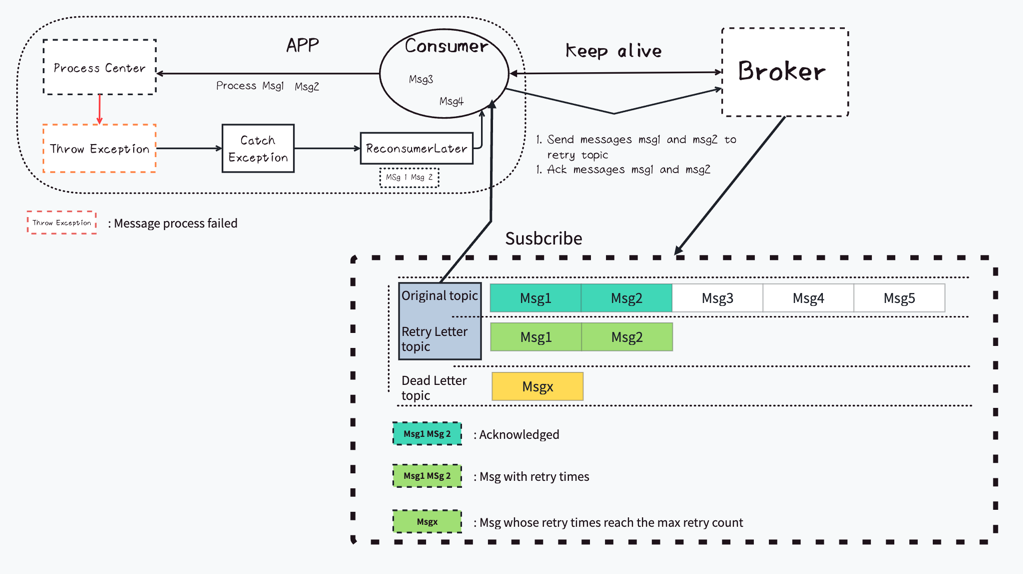 APP
Consumer
Keep alive
Broker
Process Center
Msg3
Msg4
Process Msg1 Msg2
Throw Exception
Catch
Exception
ReconsumerLater
MSg 1 Msg 2
1. Send messages msg1 and msg2 to
retry topic
1. Ack messages msg1 and msg2
Throw Exception : Message process failed
Susbcribe
Original topic Msg1 Msg2 Msg3 Msg4 Msg5
Retry Letter
topic
Msg1 Msg2
Dead Letter
topic
Msgx
Msg1 MSg 2 : Acknowledged
Msg1 MSg 2 : Msg with retry times
Msgx : Msg whose retry times reach the max retry count